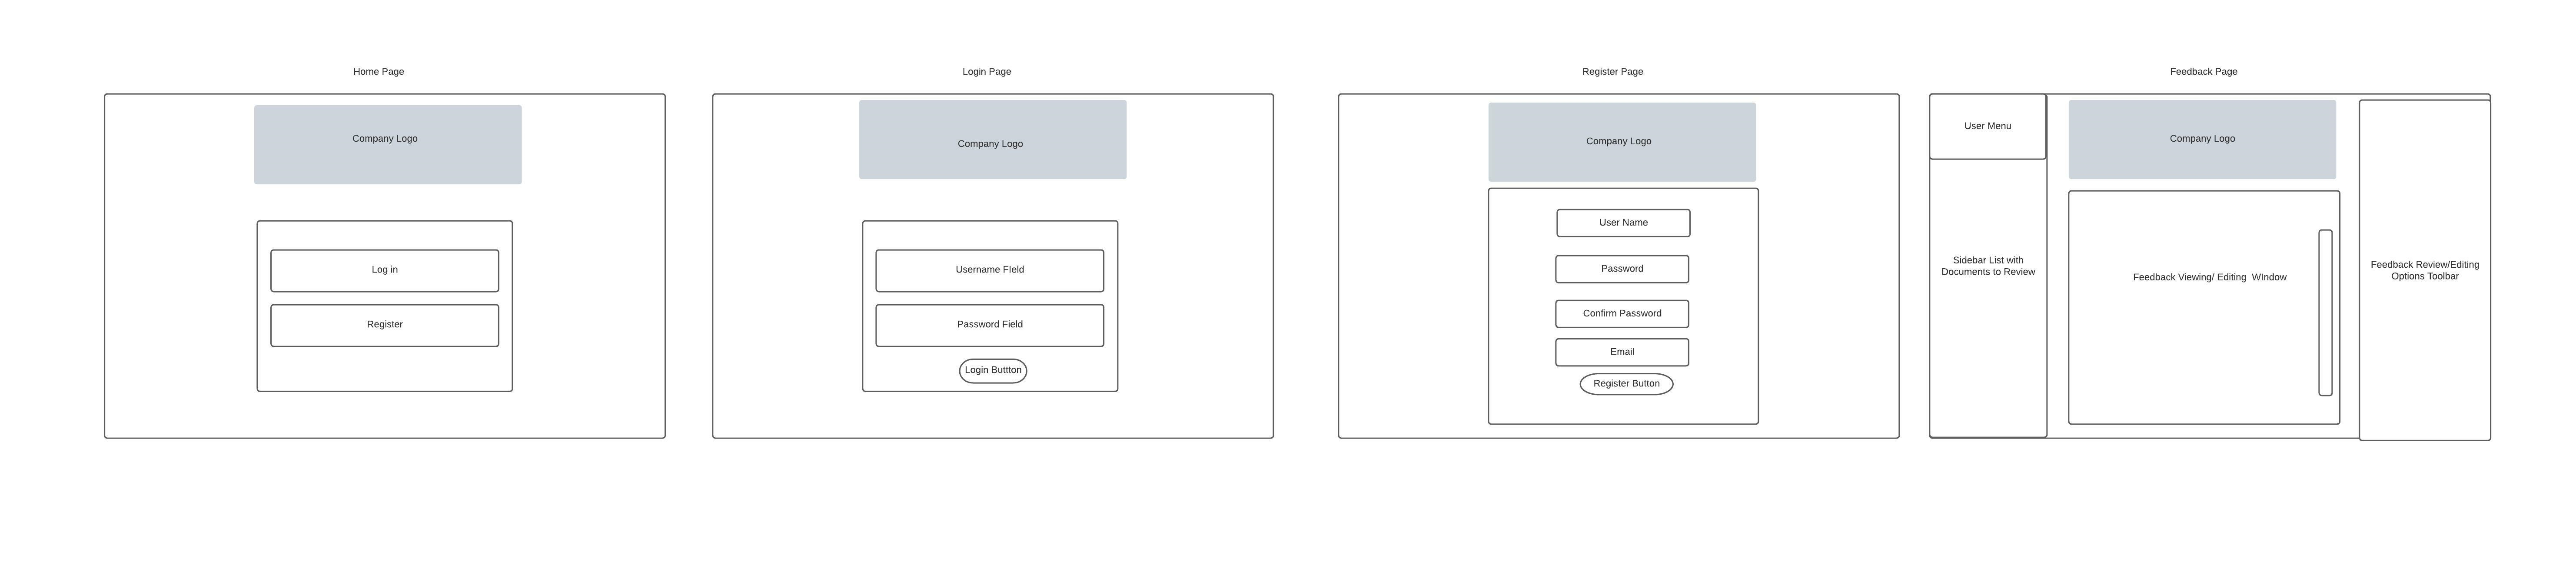 Home Page
Company Logo
Log in
Register
Login Page
Company Logo
Username FIeld
Password Field
Login Buttton
Register Page
Company Logo
User Name
Password
Confirm Password
Email
Register Button
Feedback Page
User Menu
Company Logo
Sidebar List with
Documents to Review
Feedback Viewing/ Editing  WIndow
Feedback Review/Editing
Options Toolbar